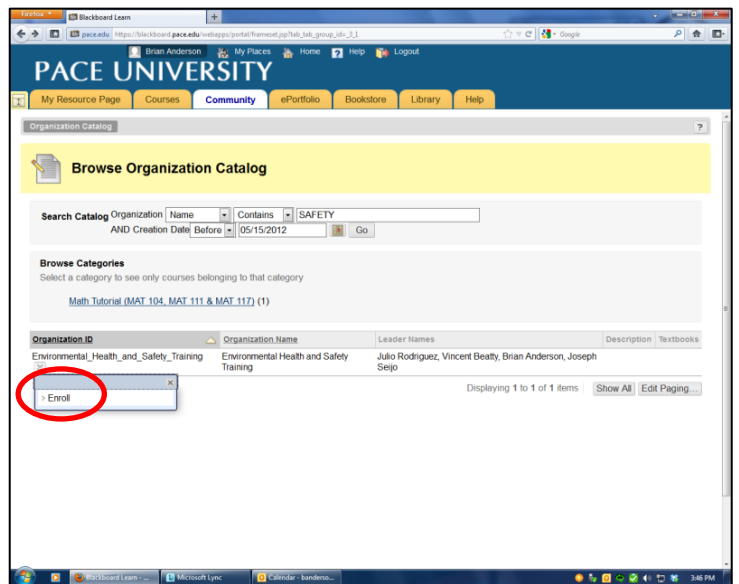 Firefox
Blackboard Learn
pace.edu https://blackboard.pace.edu/webapps/portal/frameset.jsp?tab_tab_group_id=_3_1
Google
Brian Anderson My Places Home ? Help Logout
PACE UNIVERSITY
My Resource Page Courses Community ePortfolio Bookstore Library Help
Organization Catalog ?
Browse Organization Catalog
Search Catalog Organization Name Contains SAFETY
AND Creation Date Before 05/15/2012 Go
Browse Categories
Select a category to see only courses belonging to that category
Math Tutorial (MAT 104, MAT 111 & MAT 117) (1)
Organization ID Organization Name Leader Names Description Textbooks
Environmental_Health_and_Safety_Training Environmental Health and Safety Julio Rodriguez, Vincent Beatty, Brian Anderson, Joseph
Training Seijo
Displaying 1 to 1 of 1 items Show All Edit Paging...
> Enroll
Blackboard Learn - ... Microsoft Lync Calendar - banderso... 3:46 PM